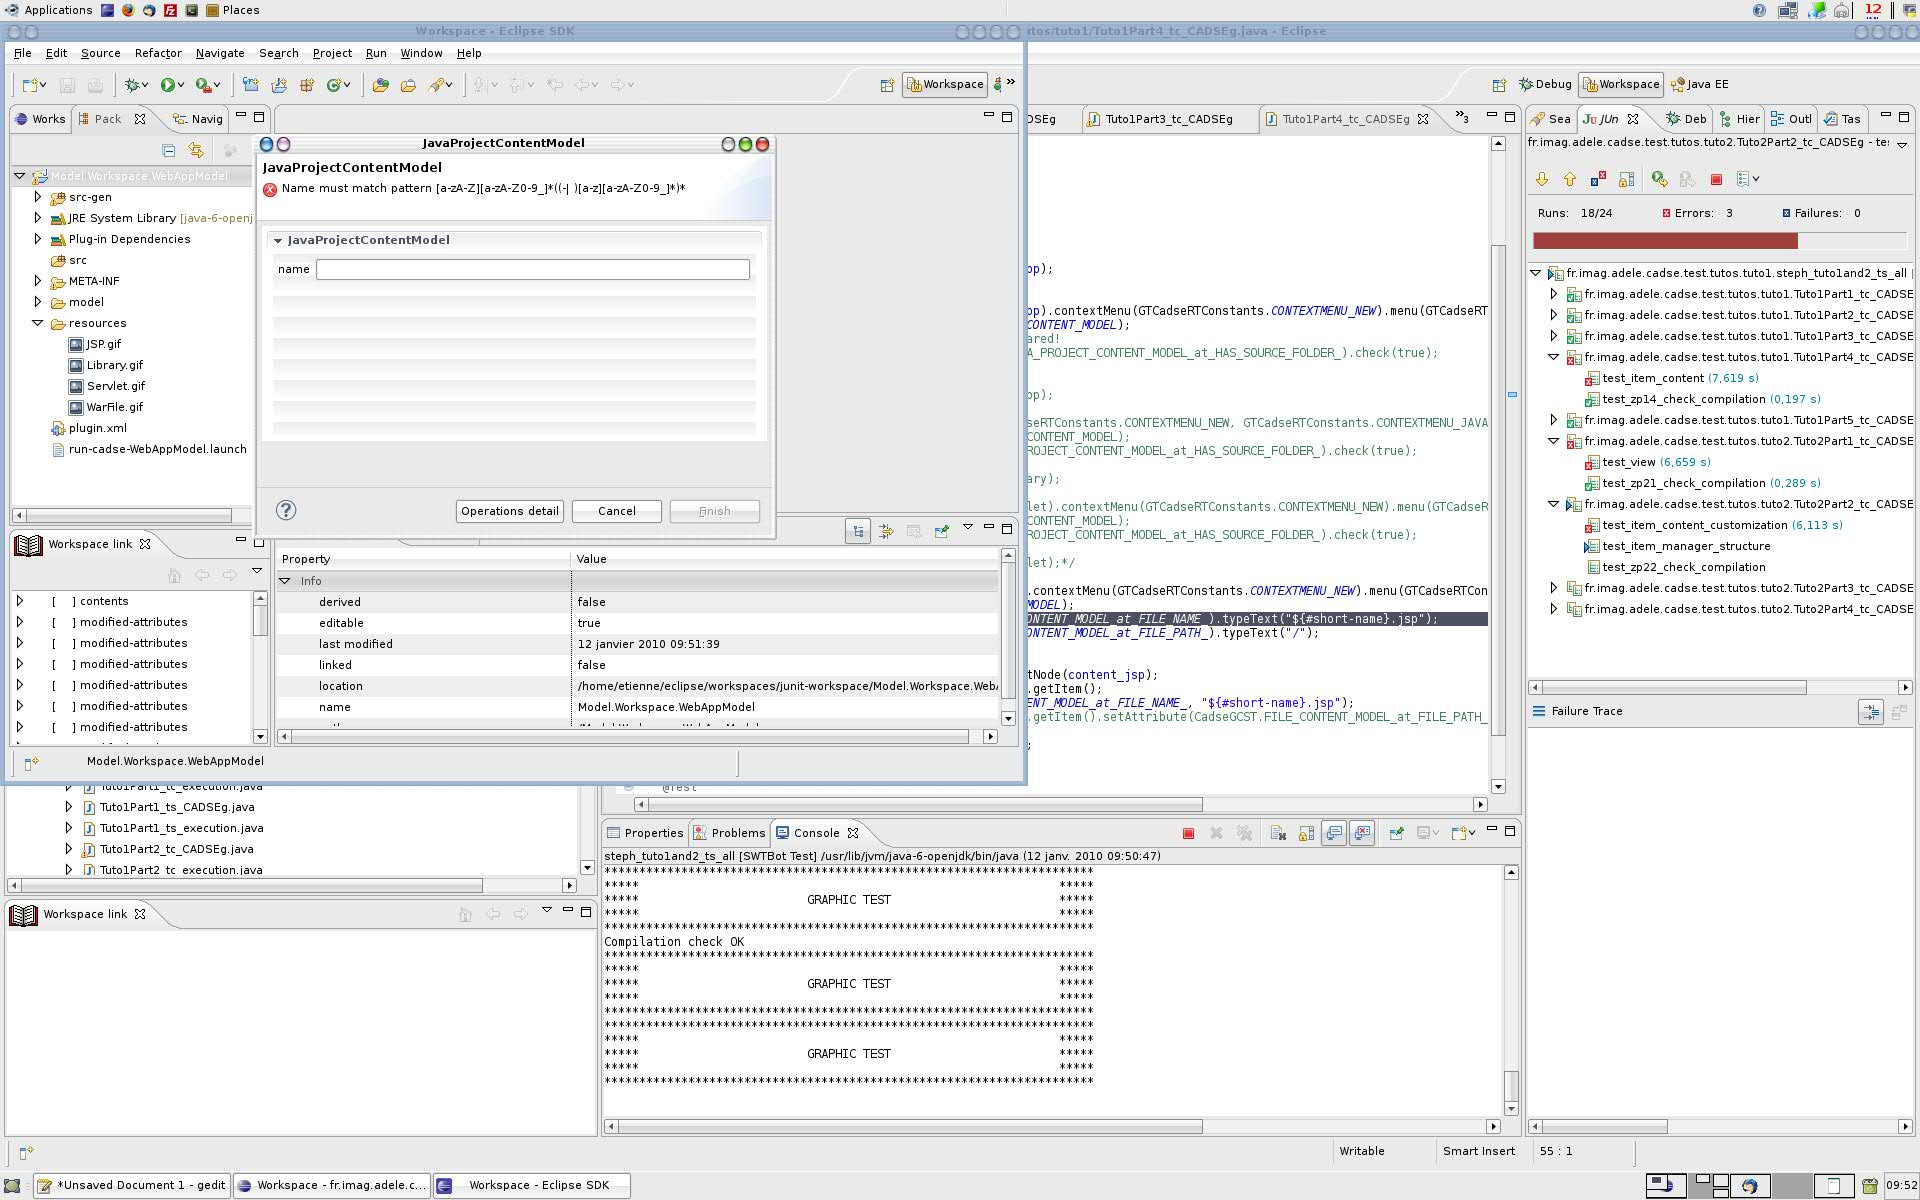 Applications
Places
12
Workspace - Eclipse SDK
utos/tuto1/Tuto1Part4_tc_CADSEg.java - Eclipse
File Edit Source Refactor Navigate Search Project Run Window Help
Workspace
Debug
Workspace
Java EE
Works
Pack
Navig
Model.Workspace.WebAppModel
src-gen
JRE System Library [java-6-openj
Plug-in Dependencies
src
META-INF
model
resources
JSP.gif
Library.gif
Servlet.gif
WarFile.gif
plugin.xml
run-cadse-WebAppModel.launch
JavaProjectContentModel
JavaProjectContentModel
Name must match pattern [a-zA-Z][a-zA-Z0-9_]*((-| )[a-z][a-zA-Z0-9_]*)*
JavaProjectContentModel
name
Operations detail
Cancel
Finish
Workspace link
contents
[ ] modified-attributes
[ ] modified-attributes
[ ] modified-attributes
[ ] modified-attributes
[ ] modified-attributes
[ ] modified-attributes
Property Value
Info
derived false
editable true
last modified 12 janvier 2010 09:51:39
linked false
location /home/etienne/eclipse/workspaces/junit-workspace/Model.Workspace.WebA
name Model.Workspace.WebAppModel
Model.Workspace.WebAppModel
DSEg
Tuto1Part3_tc_CADSEg
Tuto1Part4_tc_CADSEg
»3
op);
op).contextMenu(GTCadseRTConstants.CONTEXTMENU_NEW).menu(GTCadseRT
CONTENT_MODEL);
ared!
A_PROJECT_CONTENT_MODEL_at_HAS_SOURCE_FOLDER_).check(true);
op);
seRTConstants.CONTEXTMENU_NEW, GTCadseRTConstants.CONTEXTMENU_JAVA
CONTENT_MODEL);
ROJECT_CONTENT_MODEL_at_HAS_SOURCE_FOLDER_).check(true);
ary);
let).contextMenu(GTCadseRTConstants.CONTEXTMENU_NEW).menu(GTCadseR
CONTENT_MODEL);
ROJECT_CONTENT_MODEL_at_HAS_SOURCE_FOLDER_).check(true);
let);*/
.contextMenu(GTCadseRTConstants.CONTEXTMENU_NEW).menu(GTCadseRTCon
MODEL);
ONTENT_MODEL_at_FILE_NAME_).typeText("${#short-name}.jsp");
ONTENT_MODEL_at_FILE_PATH_).typeText("/");
tNode(content_jsp);
.getItem();
ENT_MODEL_at_FILE_NAME_, "${#short-name}.jsp");
.getItem().setAttribute(CadseGCST.FILE_CONTENT_MODEL_at_FILE_PATH_
;
@Test
Sea
JUn
Deb
Hier
Outl
Tas
fr.imag.adele.cadse.test.tutos.tuto2.Tuto2Part2_tc_CADSEg - te
Runs: 18/24 Errors: 3 Failures: 0
fr.imag.adele.cadse.test.tutos.tuto1.steph_tuto1and2_ts_all
fr.imag.adele.cadse.test.tutos.tuto1.Tuto1Part1_tc_CADSE
fr.imag.adele.cadse.test.tutos.tuto1.Tuto1Part2_tc_CADSE
fr.imag.adele.cadse.test.tutos.tuto1.Tuto1Part3_tc_CADSE
fr.imag.adele.cadse.test.tutos.tuto1.Tuto1Part4_tc_CADSE
test_item_content (7,619 s)
test_zp14_check_compilation (0,197 s)
fr.imag.adele.cadse.test.tutos.tuto1.Tuto1Part5_tc_CADSE
fr.imag.adele.cadse.test.tutos.tuto2.Tuto2Part1_tc_CADSE
test_view (6,659 s)
test_zp21_check_compilation (0,289 s)
fr.imag.adele.cadse.test.tutos.tuto2.Tuto2Part2_tc_CADSE
test_item_content_customization (6,113 s)
test_item_manager_structure
test_zp22_check_compilation
fr.imag.adele.cadse.test.tutos.tuto2.Tuto2Part3_tc_CADSE
fr.imag.adele.cadse.test.tutos.tuto2.Tuto2Part4_tc_CADSE
Failure Trace
Tuto1Part1_tc_execution.java
Tuto1Part1_ts_CADSEg.java
Tuto1Part1_ts_execution.java
Tuto1Part2_tc_CADSEg.java
Tuto1Part2_tc_execution.java
Workspace link
Properties
Problems
Console
steph_tuto1and2_ts_all [SWTBot Test] /usr/lib/jvm/java-6-openjdk/bin/java (12 janv. 2010 09:50:47)
**********************************************************************
***** *****
***** GRAPHIC TEST *****
***** *****
**********************************************************************
Compilation check OK
**********************************************************************
***** *****
***** GRAPHIC TEST *****
***** *****
**********************************************************************
**********************************************************************
***** *****
***** GRAPHIC TEST *****
***** *****
**********************************************************************
Writable
Smart Insert
55 : 1
*Unsaved Document 1 - gedit
Workspace - fr.imag.adele.c...
Workspace - Eclipse SDK
09:52